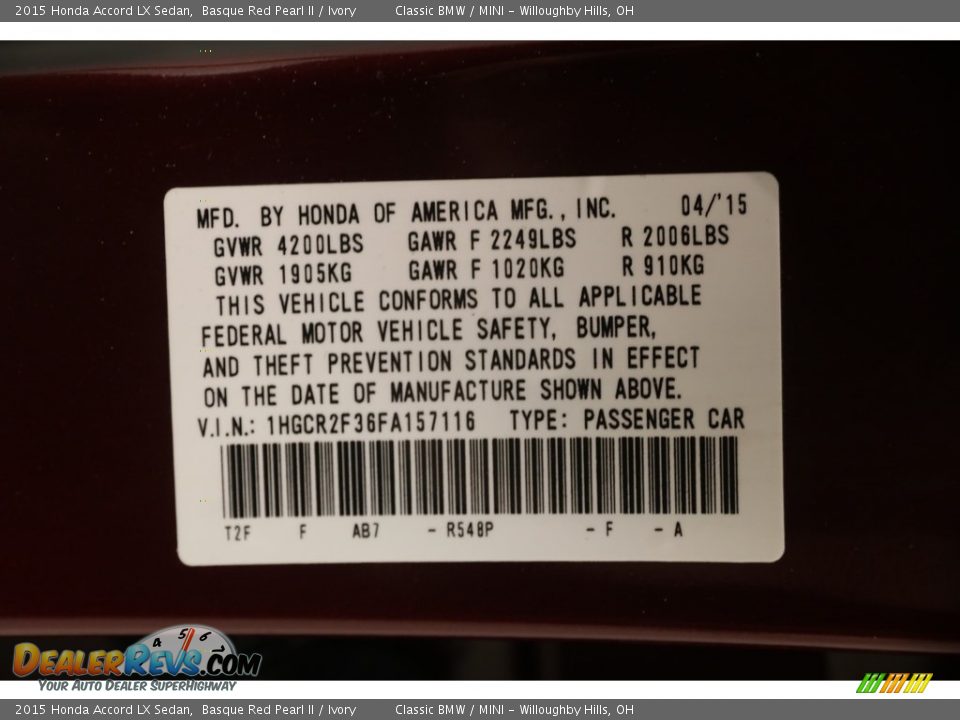 2015 Honda Accord LX Sedan, Basque Red Pearl II / Ivory Classic BMW / MINI - Willoughby Hills, OH
MFD. BY HONDA OF AMERICA MFG., INC. 04/'15
GVWR 4200LBS GAWR F 2249LBS R 2006LBS
GVWR 1905KG GAWR F 1020KG R 910KG
THIS VEHICLE CONFORMS TO ALL APPLICABLE
FEDERAL MOTOR VEHICLE SAFETY, BUMPER,
AND THEFT PREVENTION STANDARDS IN EFFECT
ON THE DATE OF MANUFACTURE SHOWN ABOVE.
V.I.N.: 1HGCR2F36FA157116 TYPE: PASSENGER CAR
T2F F AB7 - R548P - F - A
4 5 6
DEALERREVS.COM
YOUR AUTO DEALER SUPERHIGHWAY
2015 Honda Accord LX Sedan, Basque Red Pearl II / Ivory Classic BMW / MINI - Willoughby Hills, OH